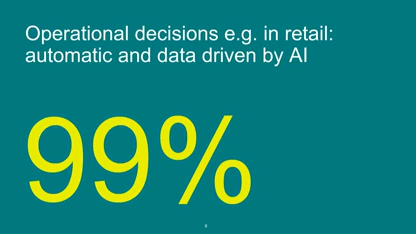 Operational decisions e.g. in retail:
automatic and data driven by AI
99%